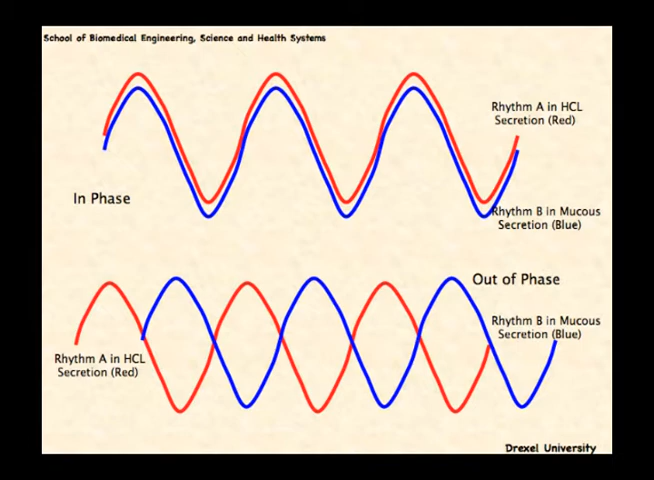 School of Biomedical Engineering, Science and Health Systems
Rhythm A in HCL
Secretion (Red)
In Phase
Rhythm B in Mucous
Secretion (Blue)
Out of Phase
Rhythm B in Mucous
Secretion (Blue)
Rhythm A in HCL
Secretion (Red)
Drexel University